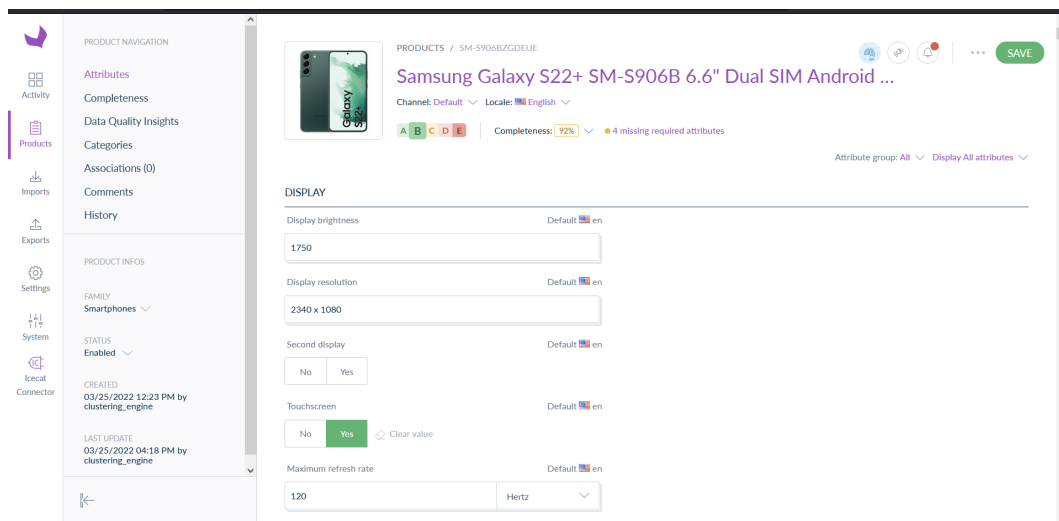 Activity
Products
Imports
Exports
Settings
System
Icecat
Connector
PRODUCT NAVIGATION
Attributes
Completeness
Data Quality Insights
Categories
Associations (0)
Comments
History
PRODUCT INFOS
FAMILY
Smartphones
STATUS
Enabled
CREATED
03/25/2022 12:23 PM by
clustering_engine
LAST UPDATE
03/25/2022 04:18 PM by
clustering_engine
Galaxy
S22+
PRODUCTS / SM-S906BZGDEUE
SAVE
Samsung Galaxy S22+ SM-S906B 6.6" Dual SIM Android ...
Channel: Default Locale: English
A B C D E Completeness: 92% 4 missing required attributes
Attribute group: All Display All attributes
DISPLAY
Display brightness Default en
1750
Display resolution Default en
2340 x 1080
Second display Default en
No Yes
Touchscreen Default en
No Yes Clear value
Maximum refresh rate Default en
120 Hertz